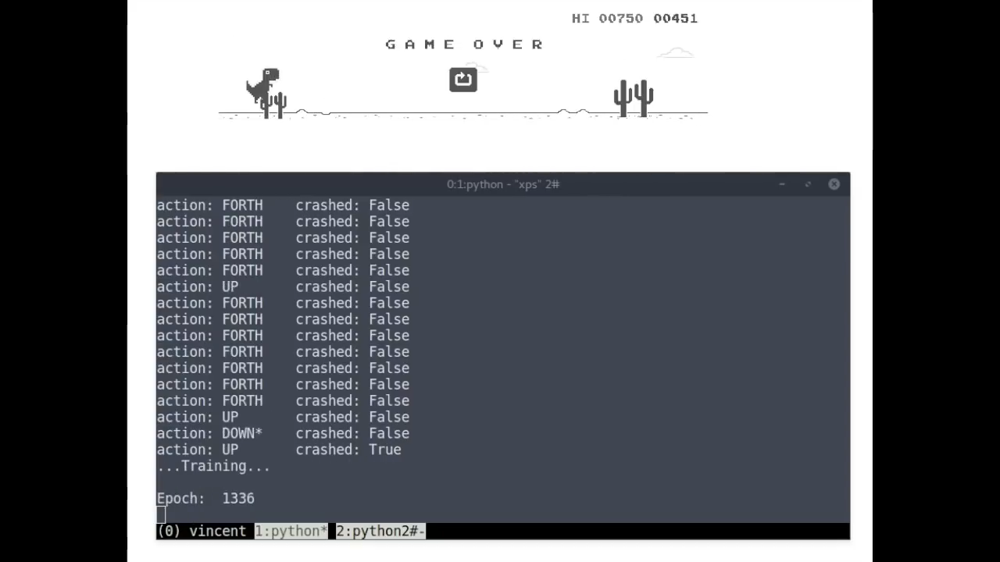 HI 00750 00451
GAME OVER
0:1:python - "xps" 2#
action: FORTH crashed: False
action: FORTH crashed: False
action: FORTH crashed: False
action: FORTH crashed: False
action: FORTH crashed: False
action: UP crashed: False
action: FORTH crashed: False
action: FORTH crashed: False
action: FORTH crashed: False
action: FORTH crashed: False
action: FORTH crashed: False
action: FORTH crashed: False
action: FORTH crashed: False
action: UP crashed: False
action: DOWN* crashed: False
action: UP crashed: True
...Training...
Epoch: 1336
(0) vincent 1:python* 2:python2#-